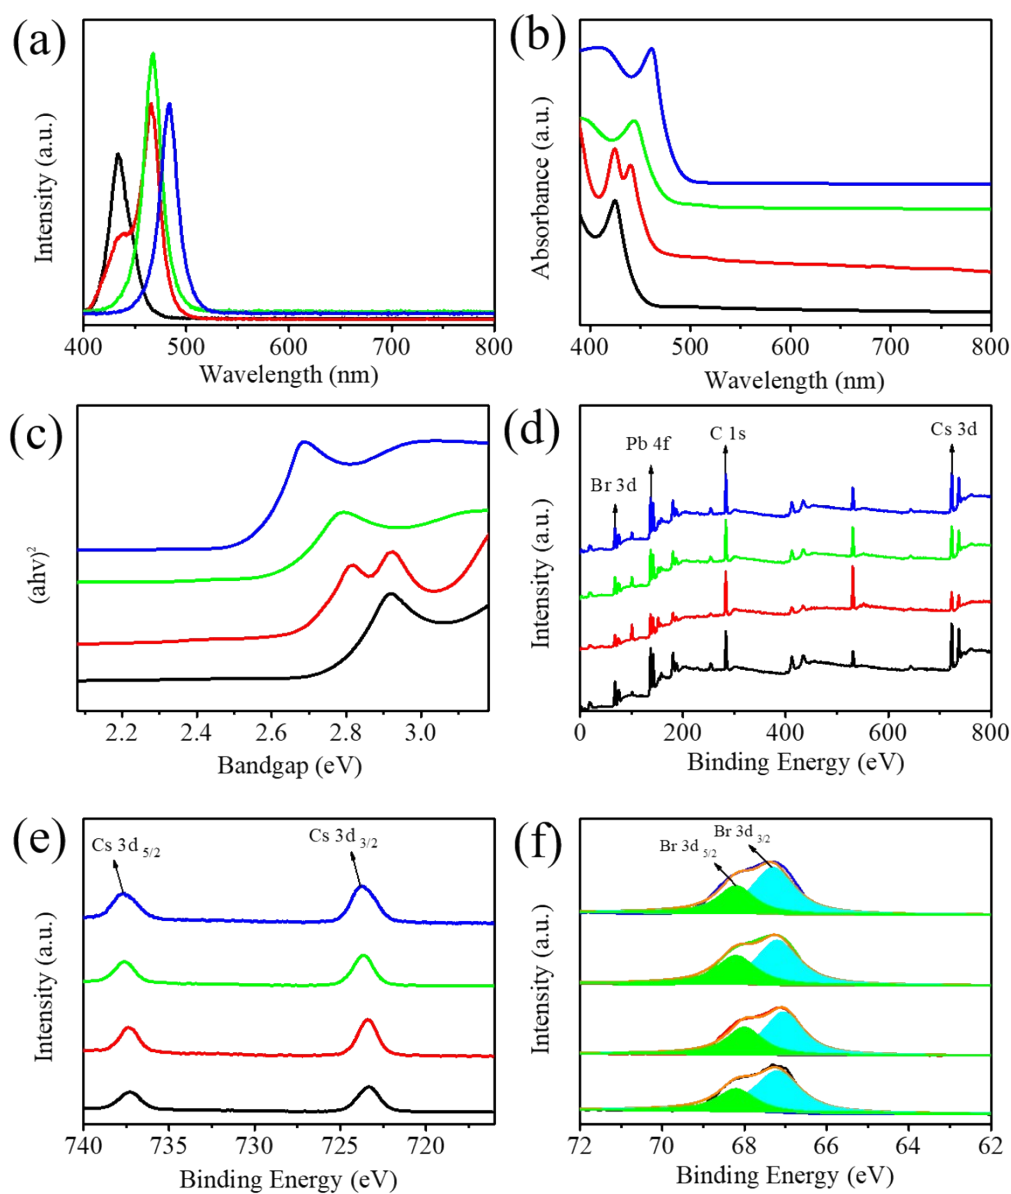 (a)
Intensity (a.u.)
400 500 600 700 800
Wavelength (nm)
(b)
Absorbance (a.u.)
400 500 600 700 800
Wavelength (nm)
(c)
(ahv)²
2.2 2.4 2.6 2.8 3.0
Bandgap (eV)
(d)
Intensity (a.u.)
Br 3d
Pb 4f
C 1s
Cs 3d
0 200 400 600 800
Binding Energy (eV)
(e)
Intensity (a.u.)
Cs 3d 5/2
Cs 3d 3/2
740 735 730 725 720
Binding Energy (eV)
(f)
Intensity (a.u.)
Br 3d 5/2
Br 3d 3/2
72 70 68 66 64 62
Binding Energy (eV)